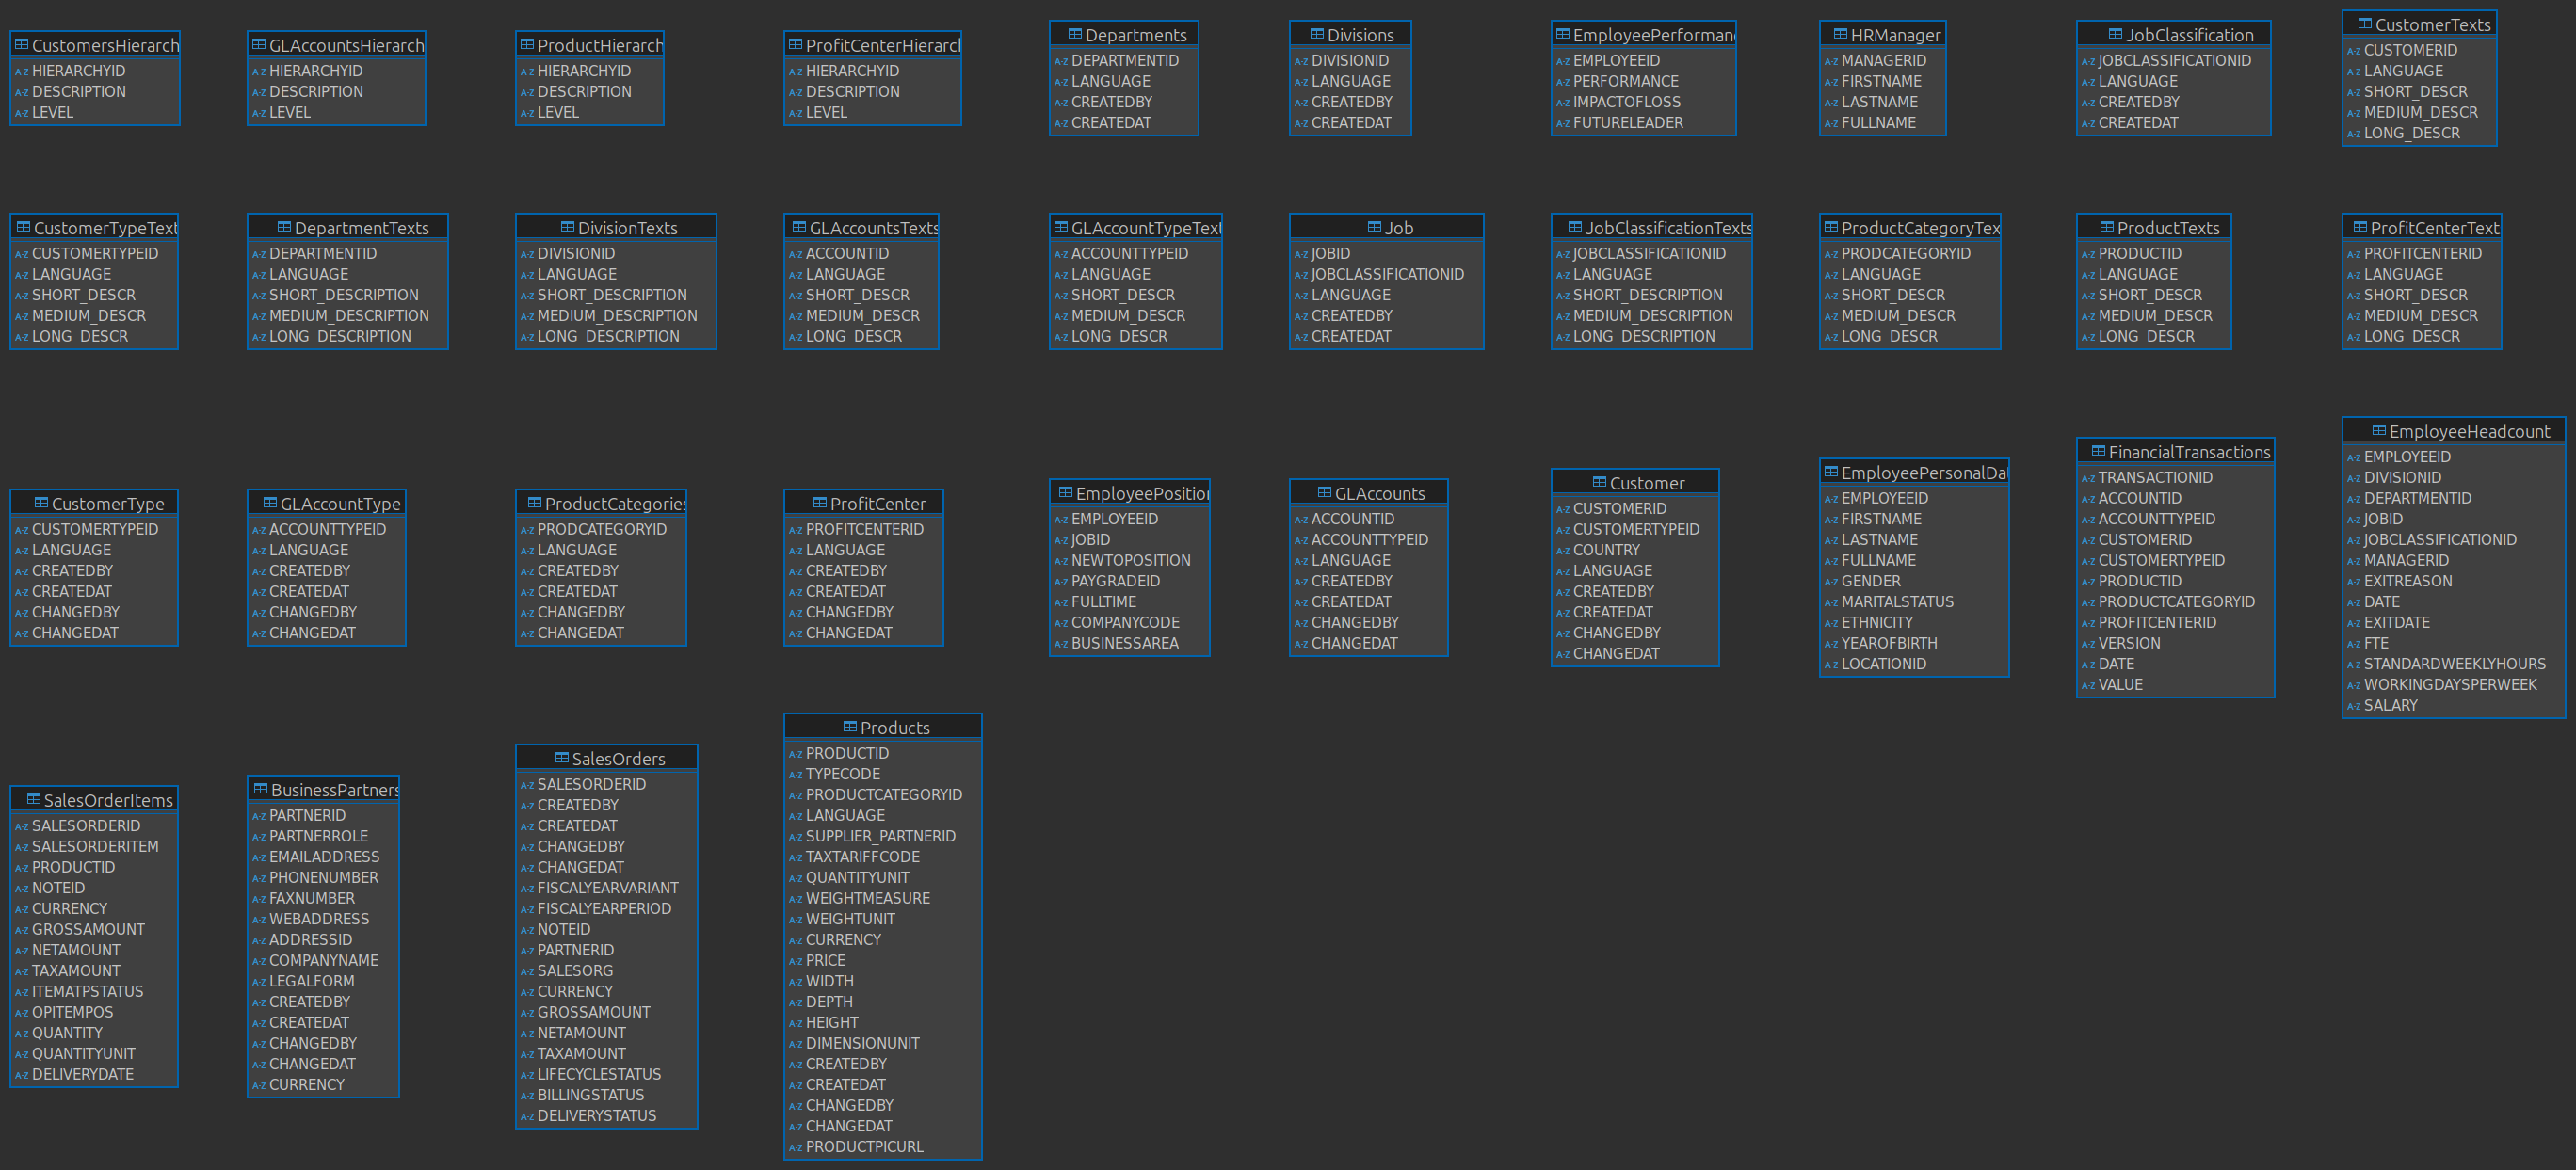 CustomersHierarch
HIERARCHYID
DESCRIPTION
LEVEL
GLAccountsHierarch
HIERARCHYID
DESCRIPTION
LEVEL
ProductHierarch
HIERARCHYID
DESCRIPTION
LEVEL
ProfitCenterHierarcl
HIERARCHYID
DESCRIPTION
LEVEL
Departments
DEPARTMENTID
LANGUAGE
CREATEDBY
CREATEDAT
Divisions
DIVISIONID
LANGUAGE
CREATEDBY
CREATEDAT
EmployeePerforman
EMPLOYEEID
PERFORMANCE
IMPACTOFLOSS
FUTURELEADER
HRManager
MANAGERID
FIRSTNAME
LASTNAME
FULLNAME
JobClassification
JOBCLASSIFICATIONID
LANGUAGE
CREATEDBY
CREATEDAT
CustomerTexts
CUSTOMERID
LANGUAGE
SHORT_DESCR
MEDIUM_DESCR
LONG_DESCR
CustomerTypeText
CUSTOMERTYPEID
LANGUAGE
SHORT_DESCR
MEDIUM_DESCR
LONG_DESCR
DepartmentTexts
DEPARTMENTID
LANGUAGE
SHORT_DESCRIPTION
MEDIUM_DESCRIPTION
LONG_DESCRIPTION
DivisionTexts
DIVISIONID
LANGUAGE
SHORT_DESCRIPTION
MEDIUM_DESCRIPTION
LONG_DESCRIPTION
GLAccountsTexts
ACCOUNTID
LANGUAGE
SHORT_DESCR
MEDIUM_DESCR
LONG_DESCR
GLAccountTypeText
ACCOUNTTYPEID
LANGUAGE
SHORT_DESCR
MEDIUM_DESCR
LONG_DESCR
Job
JOBID
JOBCLASSIFICATIONID
LANGUAGE
CREATEDBY
CREATEDAT
JobClassificationTexts
JOBCLASSIFICATIONID
LANGUAGE
SHORT_DESCRIPTION
MEDIUM_DESCRIPTION
LONG_DESCRIPTION
ProductCategoryTex
PRODCATEGORYID
LANGUAGE
SHORT_DESCR
MEDIUM_DESCR
LONG_DESCR
ProductTexts
PRODUCTID
LANGUAGE
SHORT_DESCR
MEDIUM_DESCR
LONG_DESCR
ProfitCenterText
PROFITCENTERID
LANGUAGE
SHORT_DESCR
MEDIUM_DESCR
LONG_DESCR
CustomerType
CUSTOMERTYPEID
LANGUAGE
CREATEDBY
CREATEDAT
CHANGEDBY
CHANGEDAT
GLAccountType
ACCOUNTTYPEID
LANGUAGE
CREATEDBY
CREATEDAT
CHANGEDBY
CHANGEDAT
ProductCategories
PRODCATEGORYID
LANGUAGE
CREATEDBY
CREATEDAT
CHANGEDBY
CHANGEDAT
ProfitCenter
PROFITCENTERID
LANGUAGE
CREATEDBY
CREATEDAT
CHANGEDBY
CHANGEDAT
EmployeePosition
EMPLOYEEID
JOBID
NEWTOPOSITION
PAYGRADEID
FULLTIME
COMPANYCODE
BUSINESSAREA
GLAccounts
ACCOUNTID
ACCOUNTTYPEID
LANGUAGE
CREATEDBY
CREATEDAT
CHANGEDBY
CHANGEDAT
Customer
CUSTOMERID
CUSTOMERTYPEID
COUNTRY
LANGUAGE
CREATEDBY
CREATEDAT
CHANGEDBY
CHANGEDAT
EmployeePersonalDat
EMPLOYEEID
FIRSTNAME
LASTNAME
FULLNAME
GENDER
MARITALSTATUS
ETHNICITY
YEAROFBIRTH
LOCATIONID
FinancialTransactions
TRANSACTIONID
ACCOUNTID
ACCOUNTTYPEID
CUSTOMERID
CUSTOMERTYPEID
PRODUCTID
PRODUCTCATEGORYID
PROFITCENTERID
VERSION
DATE
VALUE
EmployeeHeadcount
EMPLOYEEID
DIVISIONID
DEPARTMENTID
JOBID
JOBCLASSIFICATIONID
MANAGERID
EXITREASON
DATE
EXITDATE
FTE
STANDARDWEEKLYHOURS
WORKINGDAYSPERWEEK
SALARY
SalesOrderItems
SALESORDERID
SALESORDERITEM
PRODUCTID
NOTEID
CURRENCY
GROSSAMOUNT
NETAMOUNT
TAXAMOUNT
ITEMATPSTATUS
OPITEMPOS
QUANTITY
QUANTITYUNIT
DELIVERYDATE
BusinessPartners
PARTNERID
PARTNERROLE
EMAILADDRESS
PHONENUMBER
FAXNUMBER
WEBADDRESS
ADDRESSID
COMPANYNAME
LEGALFORM
CREATEDBY
CREATEDAT
CHANGEDBY
CHANGEDAT
CURRENCY
SalesOrders
SALESORDERID
CREATEDBY
CREATEDAT
CHANGEDBY
CHANGEDAT
FISCALYEARVARIANT
FISCALYEARPERIOD
NOTEID
PARTNERID
SALESORG
CURRENCY
GROSSAMOUNT
NETAMOUNT
TAXAMOUNT
LIFECYCLESTATUS
BILLINGSTATUS
DELIVERYSTATUS
Products
PRODUCTID
TYPECODE
PRODUCTCATEGORYID
LANGUAGE
SUPPLIER_PARTNERID
TAXTARIFFCODE
QUANTITYUNIT
WEIGHTMEASURE
WEIGHTUNIT
CURRENCY
PRICE
WIDTH
DEPTH
HEIGHT
DIMENSIONUNIT
CREATEDBY
CREATEDAT
CHANGEDBY
CHANGEDAT
PRODUCTPICURL